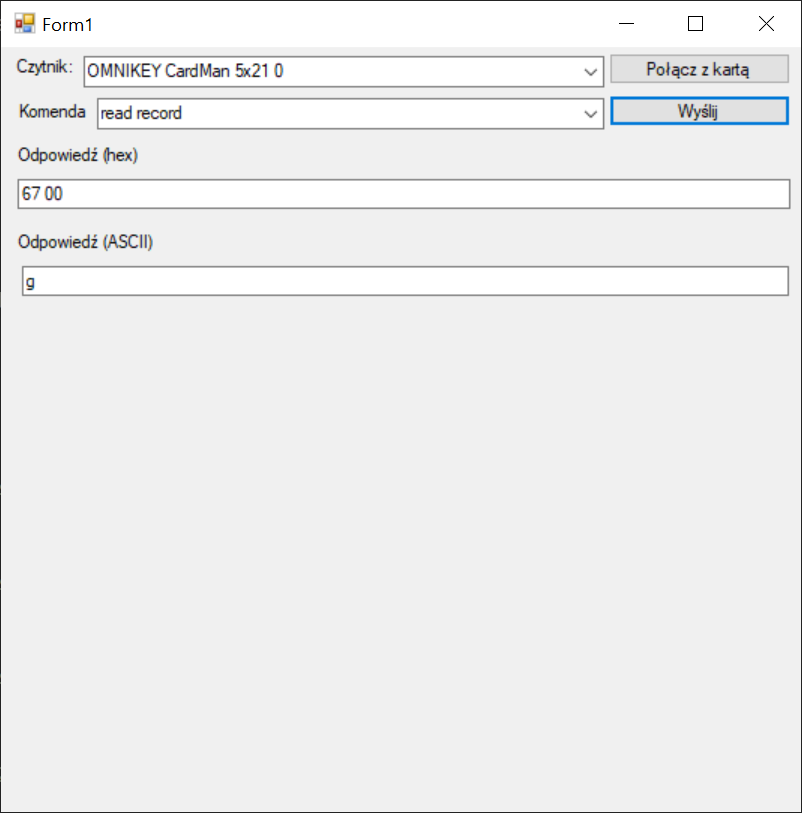 Form1
Czytnik: OMNIKEY CardMan 5x21 0 Połącz z kartą
Komenda read record Wyślij
Odpowiedź (hex)
67 00
Odpowiedź (ASCII)
g